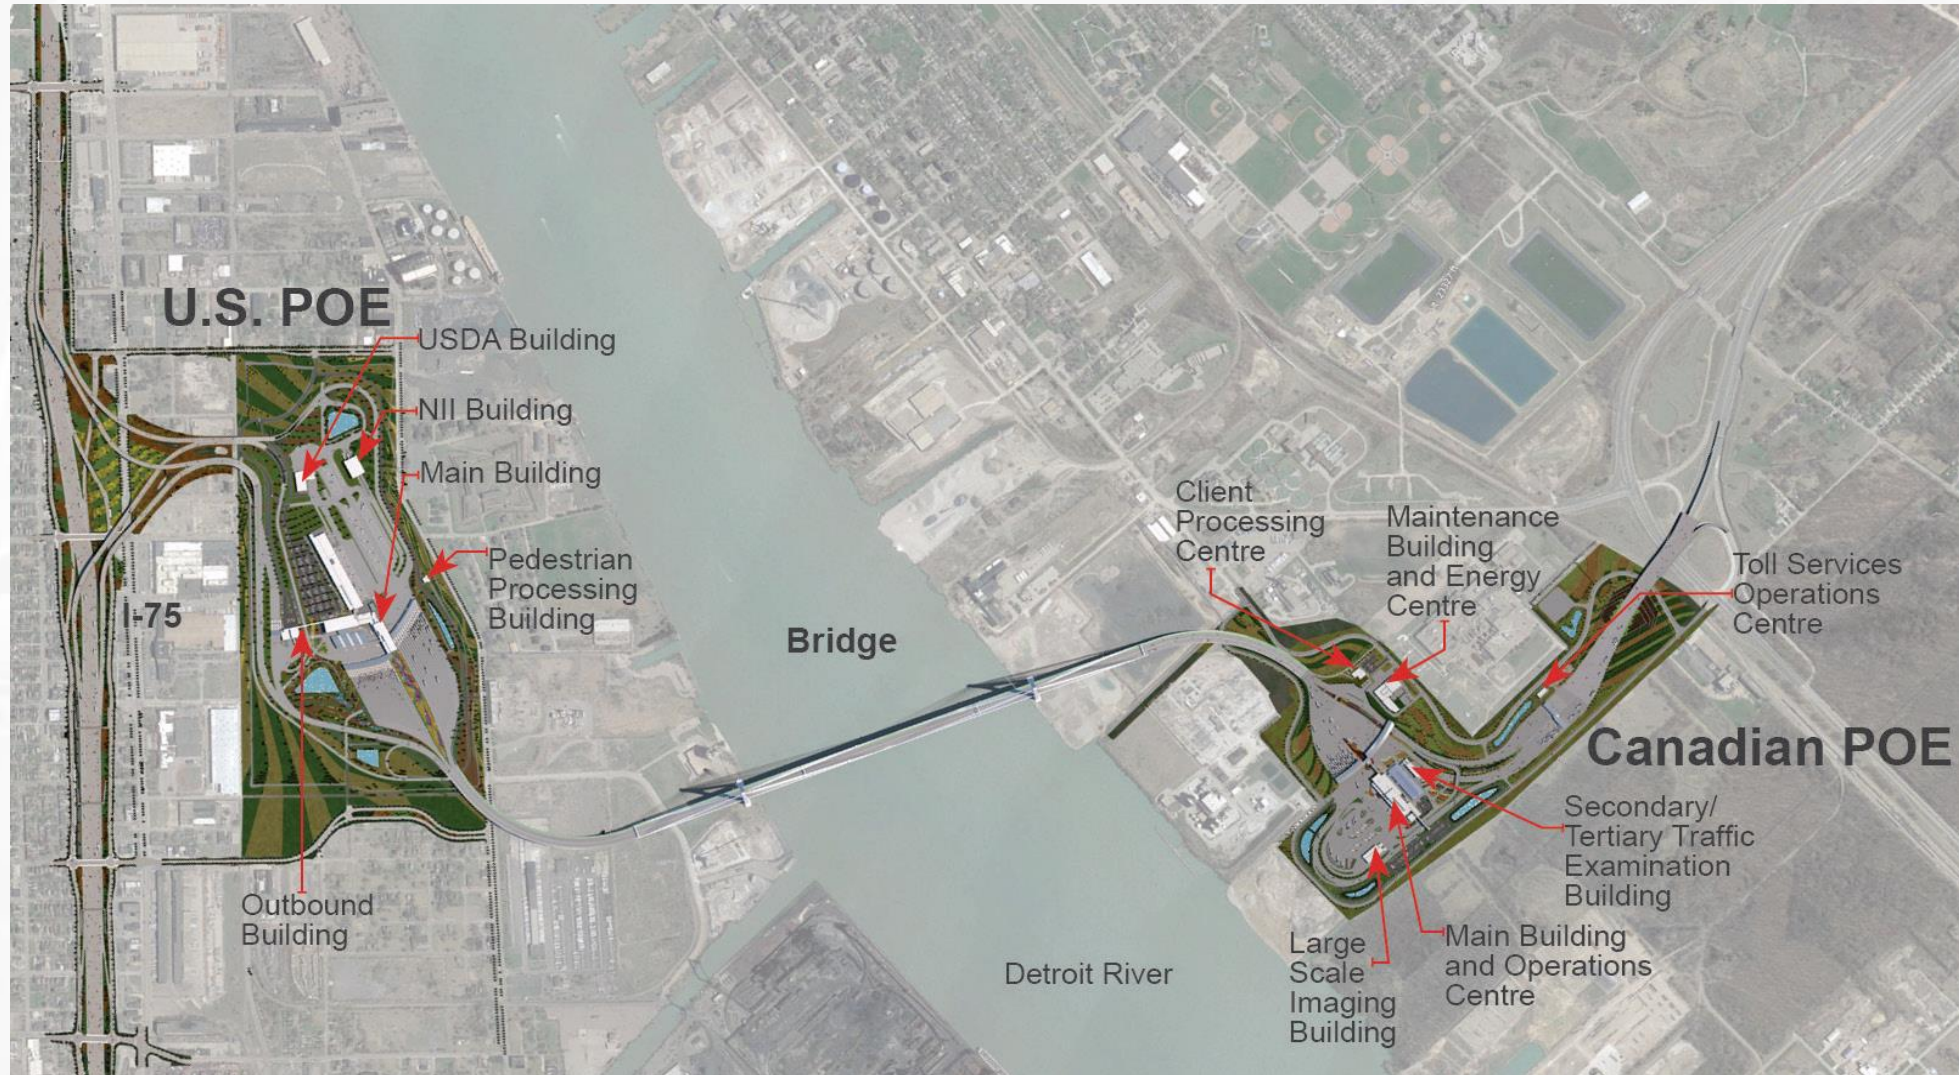 U.S. POE
USDA Building
NII Building
Main Building
Pedestrian
Processing
Building
I-75
Outbound
Building
Bridge
Detroit River
Client
Processing
Centre
Maintenance
Building
and Energy
Centre
Toll Services
Operations
Centre
Canadian POE
Secondary/
Tertiary Traffic
Examination
Building
Main Building
and Operations
Centre
Large
Scale
Imaging
Building